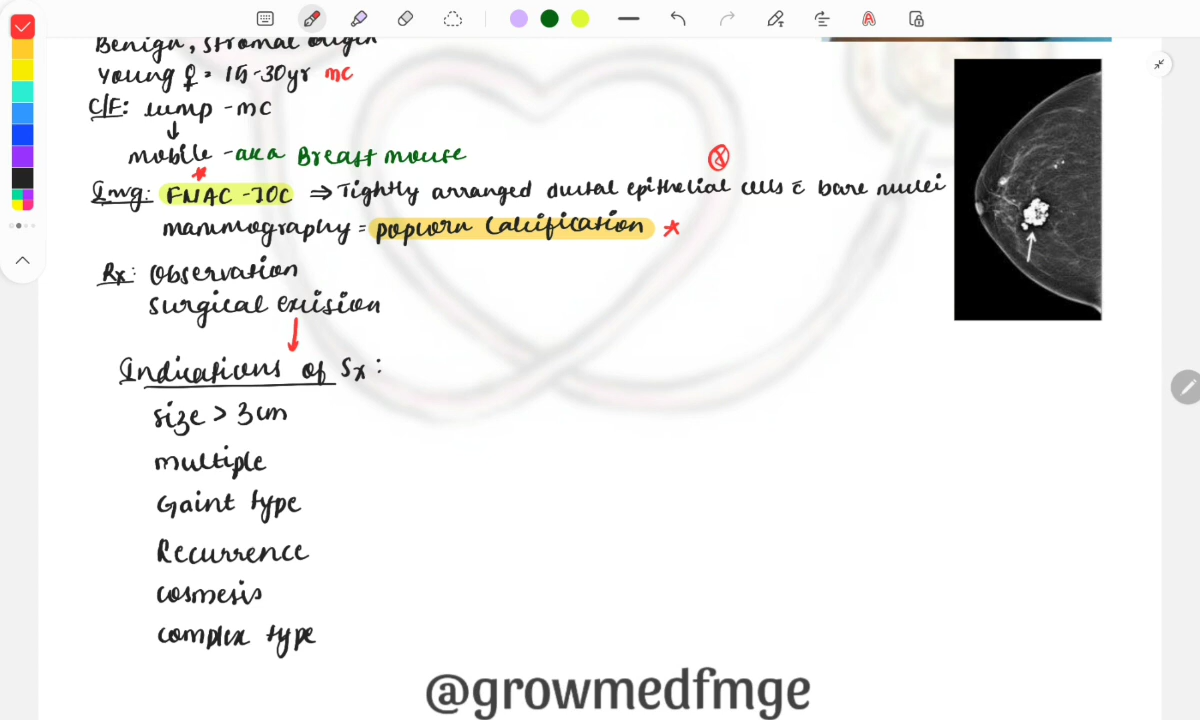 Benign, stromal origin
Young ♀ = 15-30yr mc
C/F: Lump - mc
↓
mobile - aka Breast mouse
Invg: FNAC - IOC ⇒ Tightly arranged ductal epithelial cells c̄ bare nuclei
mammography = popcorn calcification *
Rx: Observation
Surgical excision
↓
Indications of Sx:
Size > 3cm
multiple
Gaint type
Recurrence
cosmesis
complex type
@growmedfmge